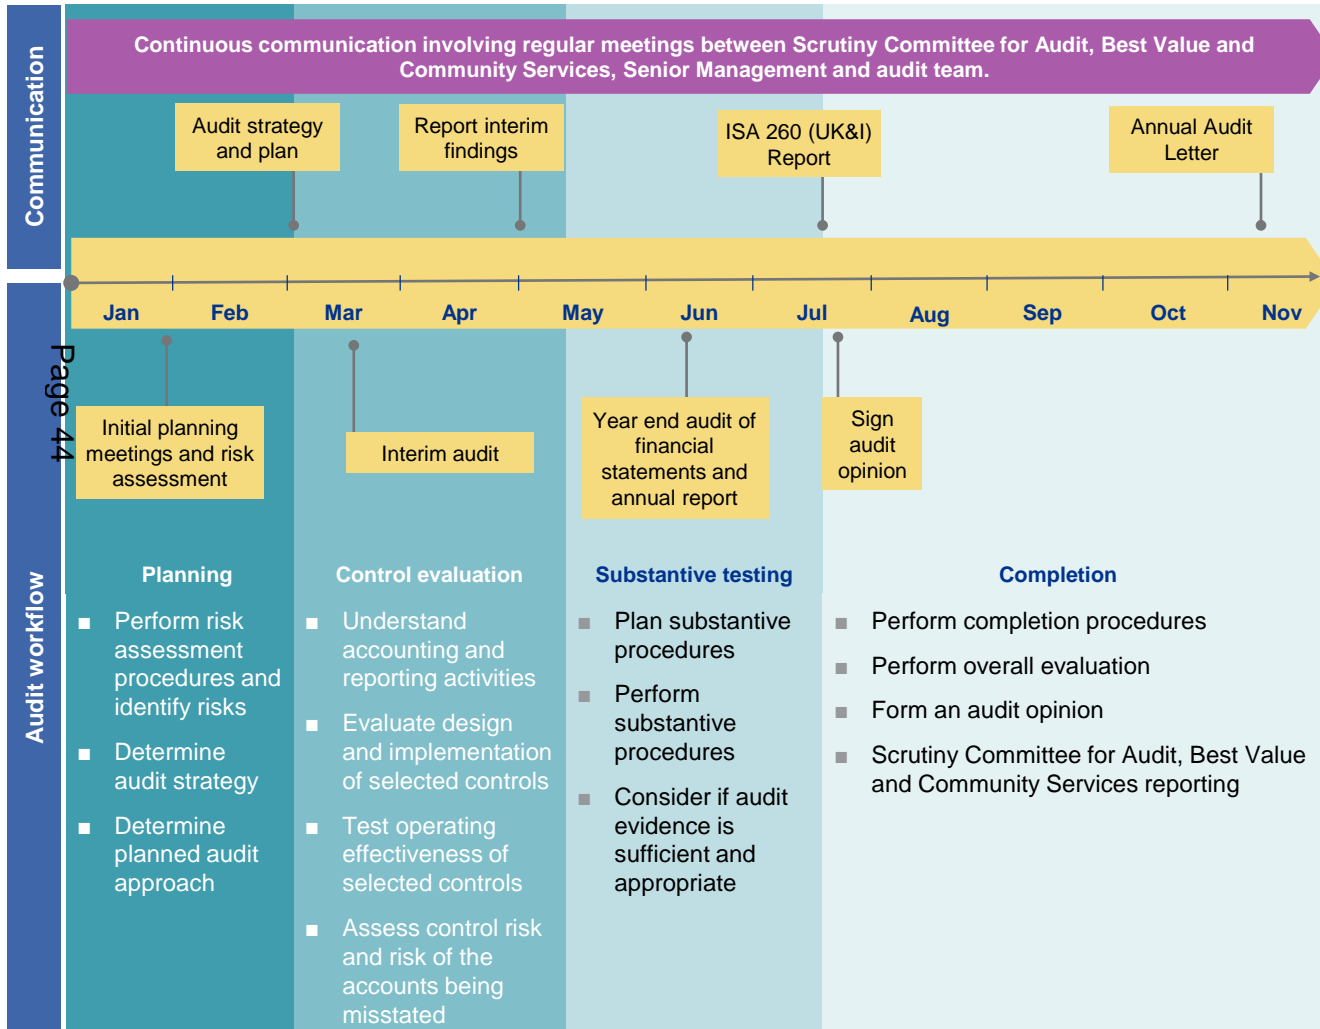 Communication
Continuous communication involving regular meetings between Scrutiny Committee for Audit, Best Value and
Community Services, Senior Management and audit team.
Audit strategy
and plan
Report interim
findings
ISA 260 (UK&I)
Report
Annual Audit
Letter
Jan
Feb
Mar
Apr
May
Jun
Jul
Aug
Sep
Oct
Nov
Page 44
Audit workflow
Initial planning
meetings and risk
assessment
Interim audit
Year end audit of
financial
statements and
annual report
Sign
audit
opinion
Planning
■ Perform risk
assessment
procedures and
identify risks
■ Determine
audit strategy
■ Determine
planned audit
approach
Control evaluation
■ Understand
accounting and
reporting activities
■ Evaluate design
and implementation
of selected controls
■ Test operating
effectiveness of
selected controls
■ Assess control risk
and risk of the
accounts being
misstated
Substantive testing
■ Plan substantive
procedures
■ Perform
substantive
procedures
■ Consider if audit
evidence is
sufficient and
appropriate
Completion
■ Perform completion procedures
■ Perform overall evaluation
■ Form an audit opinion
■ Scrutiny Committee for Audit, Best Value
and Community Services reporting